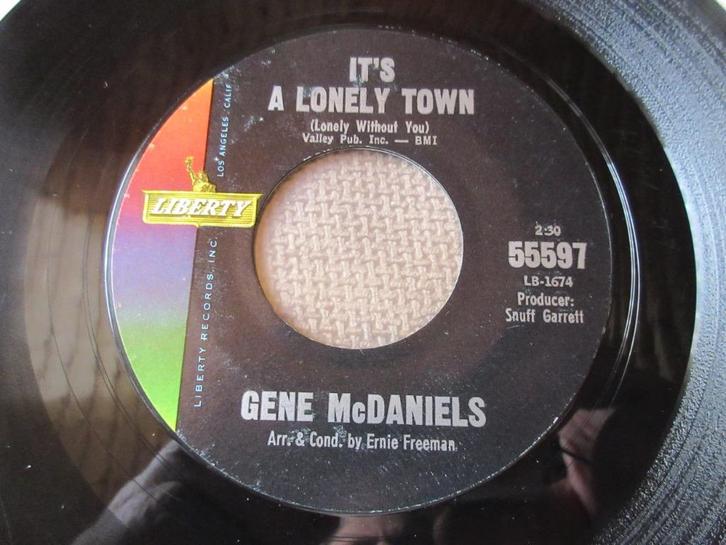 IT'S
A LONELY TOWN
(Lonely Without You)
Valley Pub. Inc. — BMI
LIBERTY
LIBERTY RECORDS, INC.
LOS ANGELES, CALIF
2:30
55597
LB-1674
Producer:
Snuff Garrett
GENE McDANIELS
Arr. & Cond. by Ernie Freeman